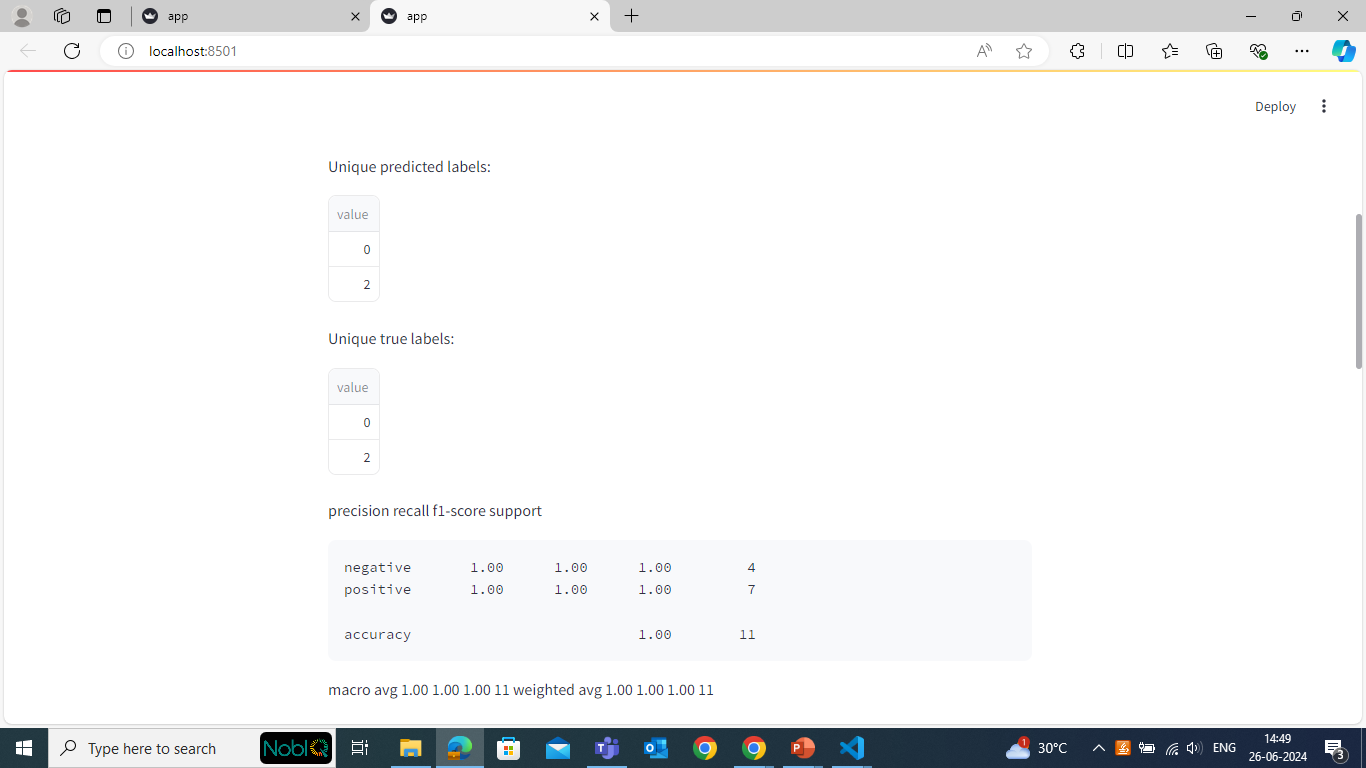 app
app
localhost:8501
Deploy
Unique predicted labels:
value
0
2
Unique true labels:
value
0
2
precision recall f1-score support
negative 1.00 1.00 1.00 4
positive 1.00 1.00 1.00 7
accuracy 1.00 11
macro avg 1.00 1.00 1.00 11 weighted avg 1.00 1.00 1.00 11
Type here to search
NoblQ
1
30°C
ENG
14:49
26-06-2024
3